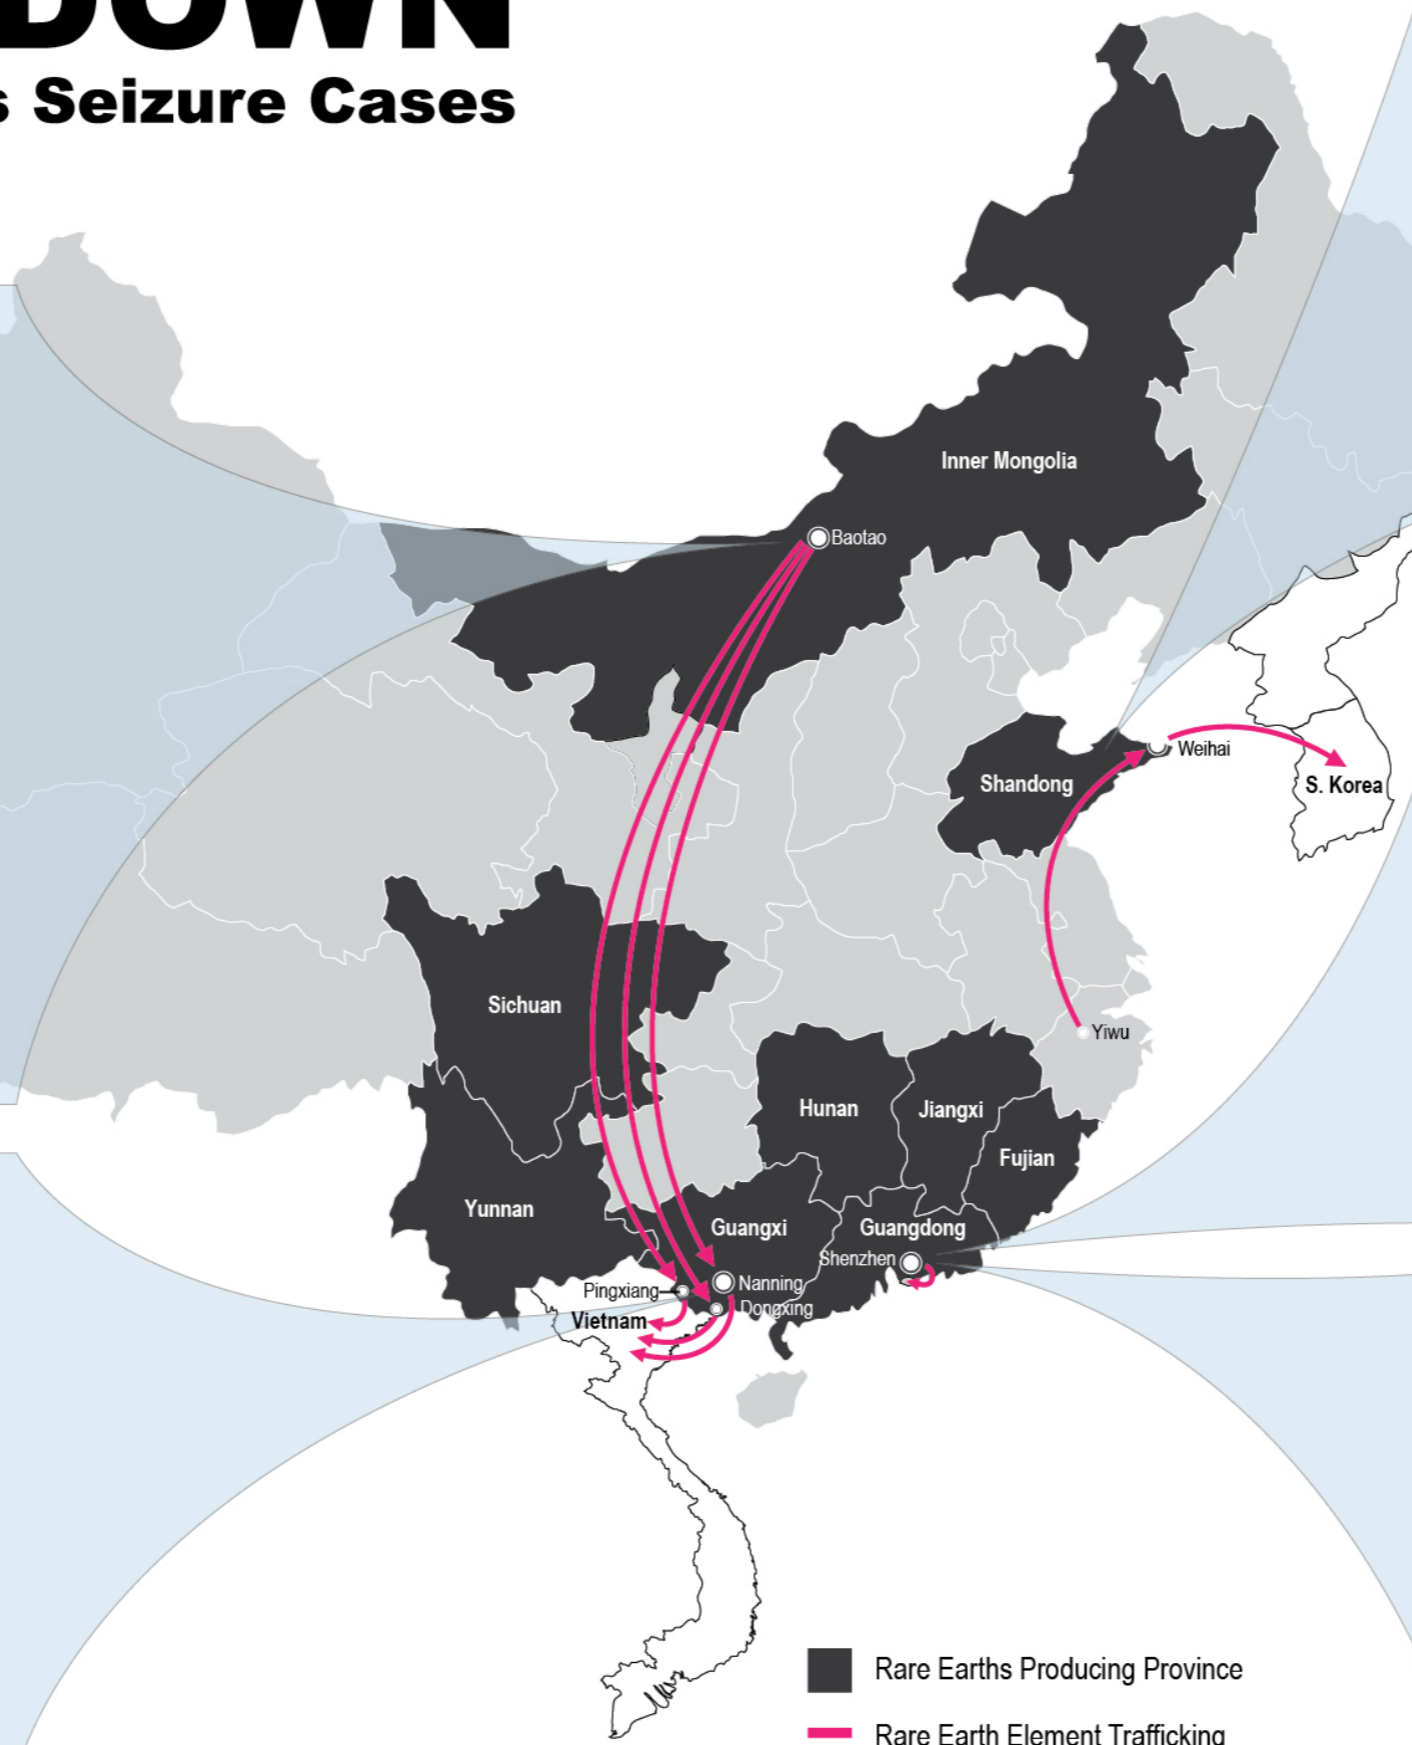 DOWN
s Seizure Cases
Inner Mongolia
Baotao
Weihai
Shandong
S. Korea
Sichuan
Yiwu
Hunan
Jiangxi
Fujian
Yunnan
Guangxi
Guangdong
Shenzhen
Pingxiang
Nanning
Dongxing
Vietnam
Rare Earths Producing Province
Rare Earth Element Trafficking